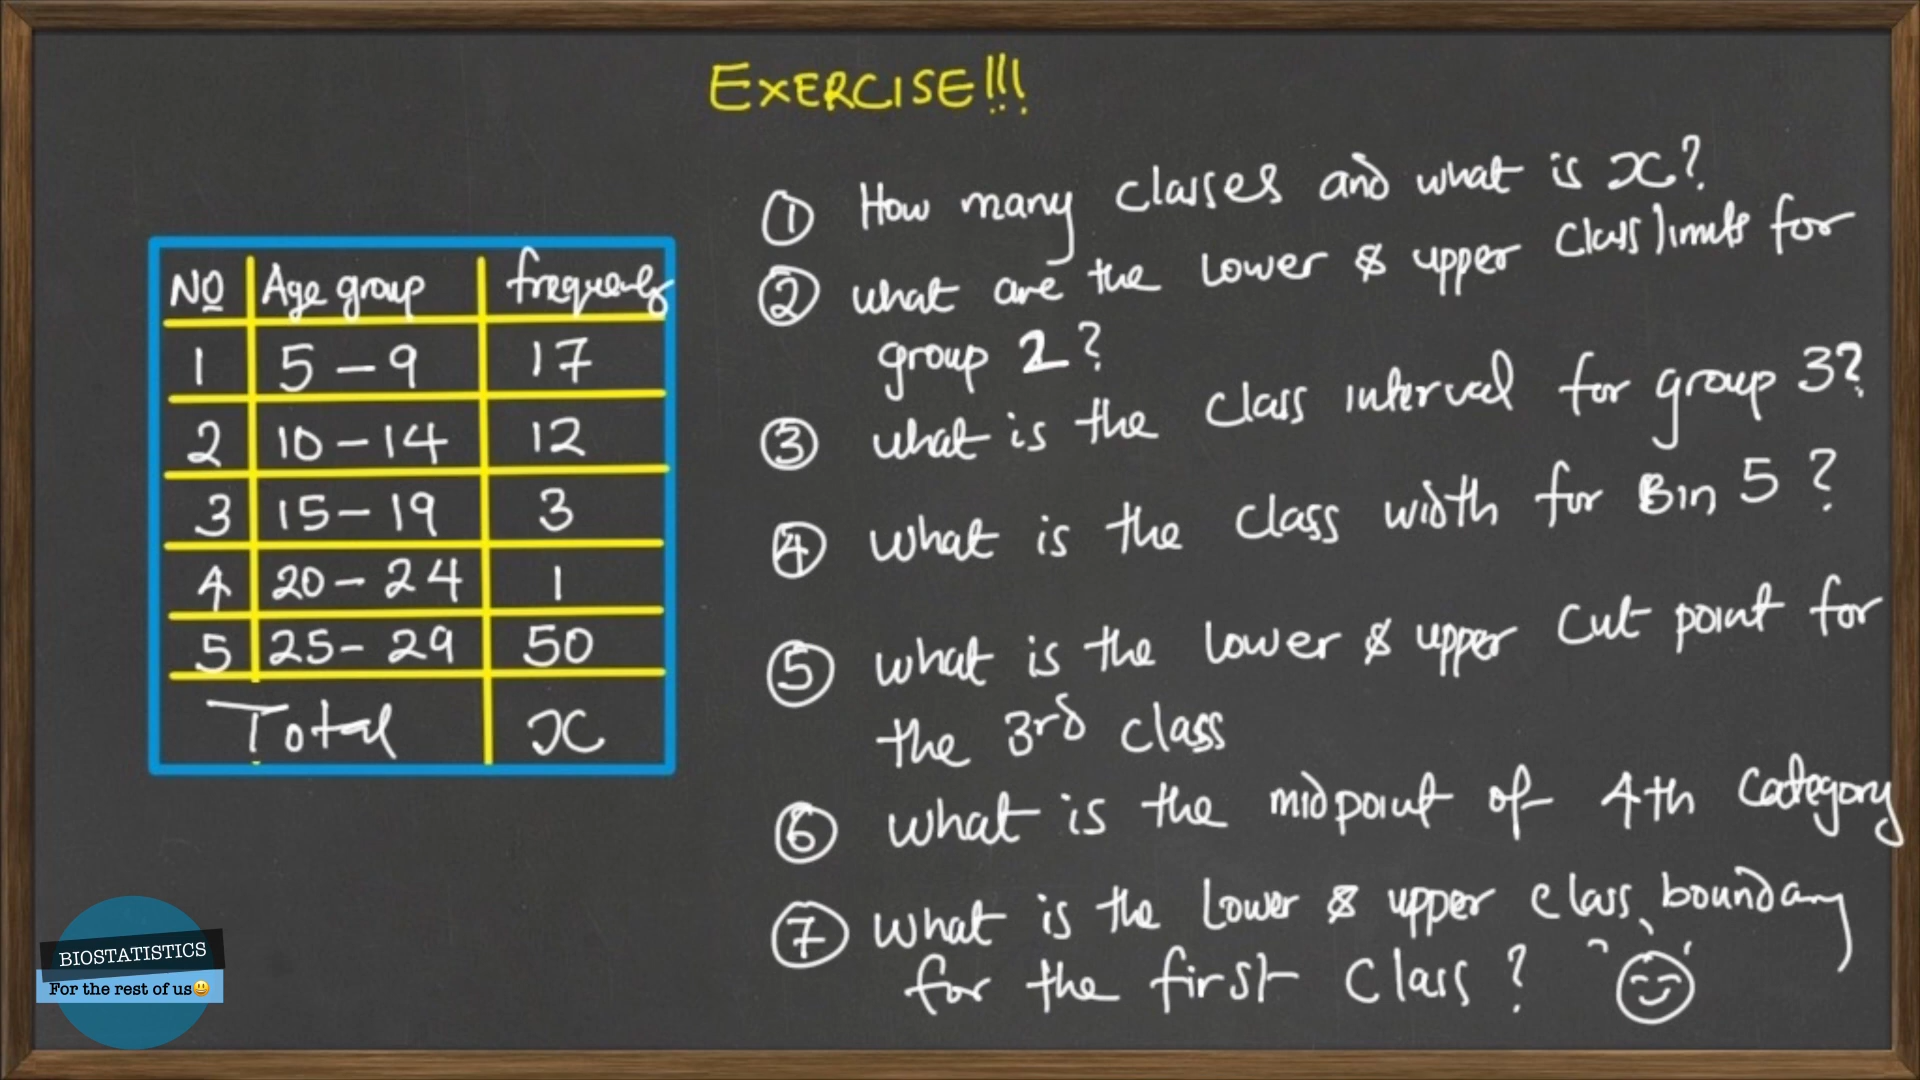 EXERCISE!!!
Nº Age group frequency
1 5 - 9 17
2 10 - 14 12
3 15 - 19 3
4 20 - 24 1
5 25 - 29 50
Total x
① How many classes and what is x?
② what are the lower & upper class limits for
group 2?
③ what is the class interval for group 3?
④ what is the class width for Bin 5?
⑤ what is the lower & upper cut point for
the 3rd class
⑥ what is the midpoint of 4th category
⑦ what is the lower & upper class boundary
for the first class?
BIOSTATISTICS
For the rest of us😃